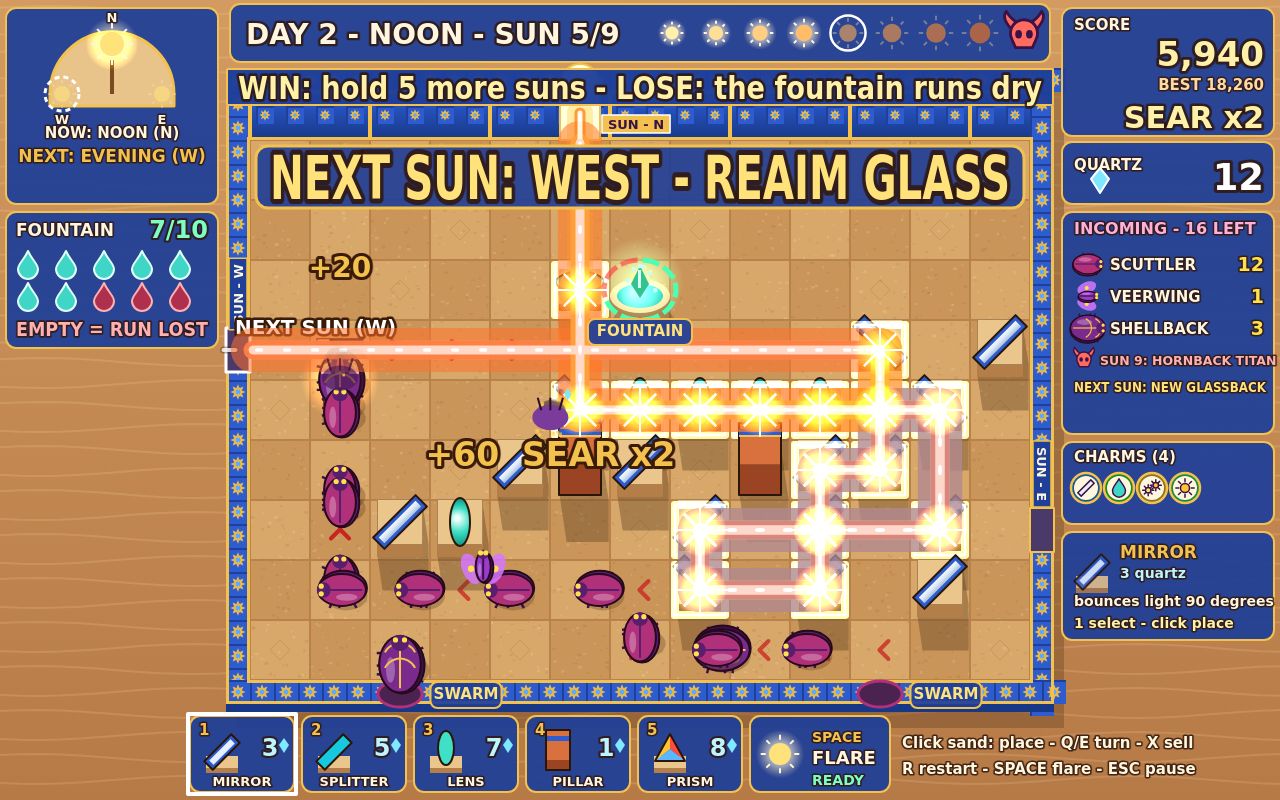 N
W
E
NOW: NOON (N)
NEXT: EVENING (W)
FOUNTAIN 7/10
EMPTY = RUN LOST
DAY 2 - NOON - SUN 5/9
WIN: hold 5 more suns - LOSE: the fountain runs dry
SUN - N
NEXT SUN: WEST - REAIM GLASS
+20
SUN - W
NEXT SUN (W)
FOUNTAIN
+60 SEAR x2
SUN - E
SWARM
SWARM
SCORE
5,940
BEST 18,260
SEAR x2
QUARTZ
12
INCOMING - 16 LEFT
SCUTTLER 12
VEERWING 1
SHELLBACK 3
SUN 9: HORNBACK TITAN
NEXT SUN: NEW GLASSBACK
CHARMS (4)
MIRROR
3 quartz
bounces light 90 degrees
1 select - click place
1 3 MIRROR
2 5 SPLITTER
3 7 LENS
4 1 PILLAR
5 8 PRISM
SPACE
FLARE
READY
Click sand: place - Q/E turn - X sell
R restart - SPACE flare - ESC pause